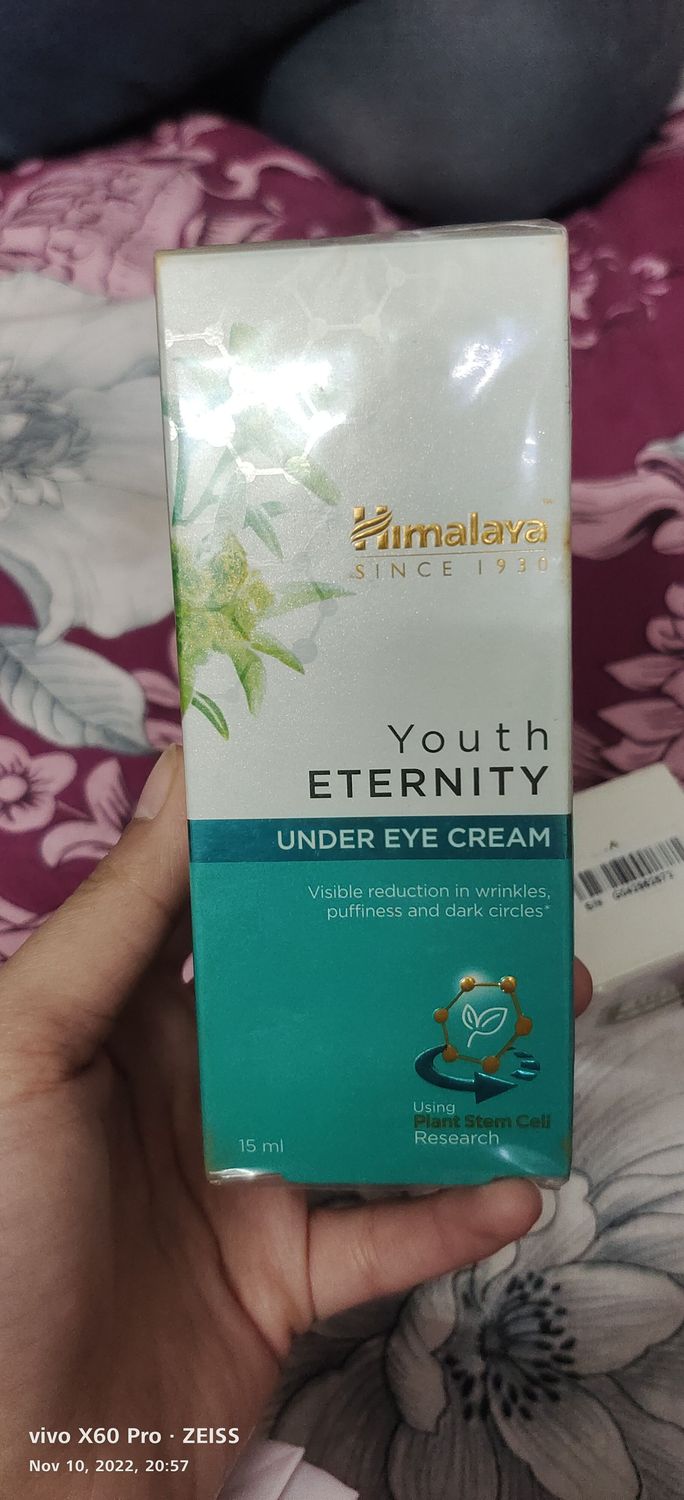 Himalaya
SINCE 1930
Youth
ETERNITY
UNDER EYE CREAM
Visible reduction in wrinkles,
puffiness and dark circles*
Using
Plant Stem Cell
Research
15 ml
vivo X60 Pro · ZEISS
Nov 10, 2022, 20:57